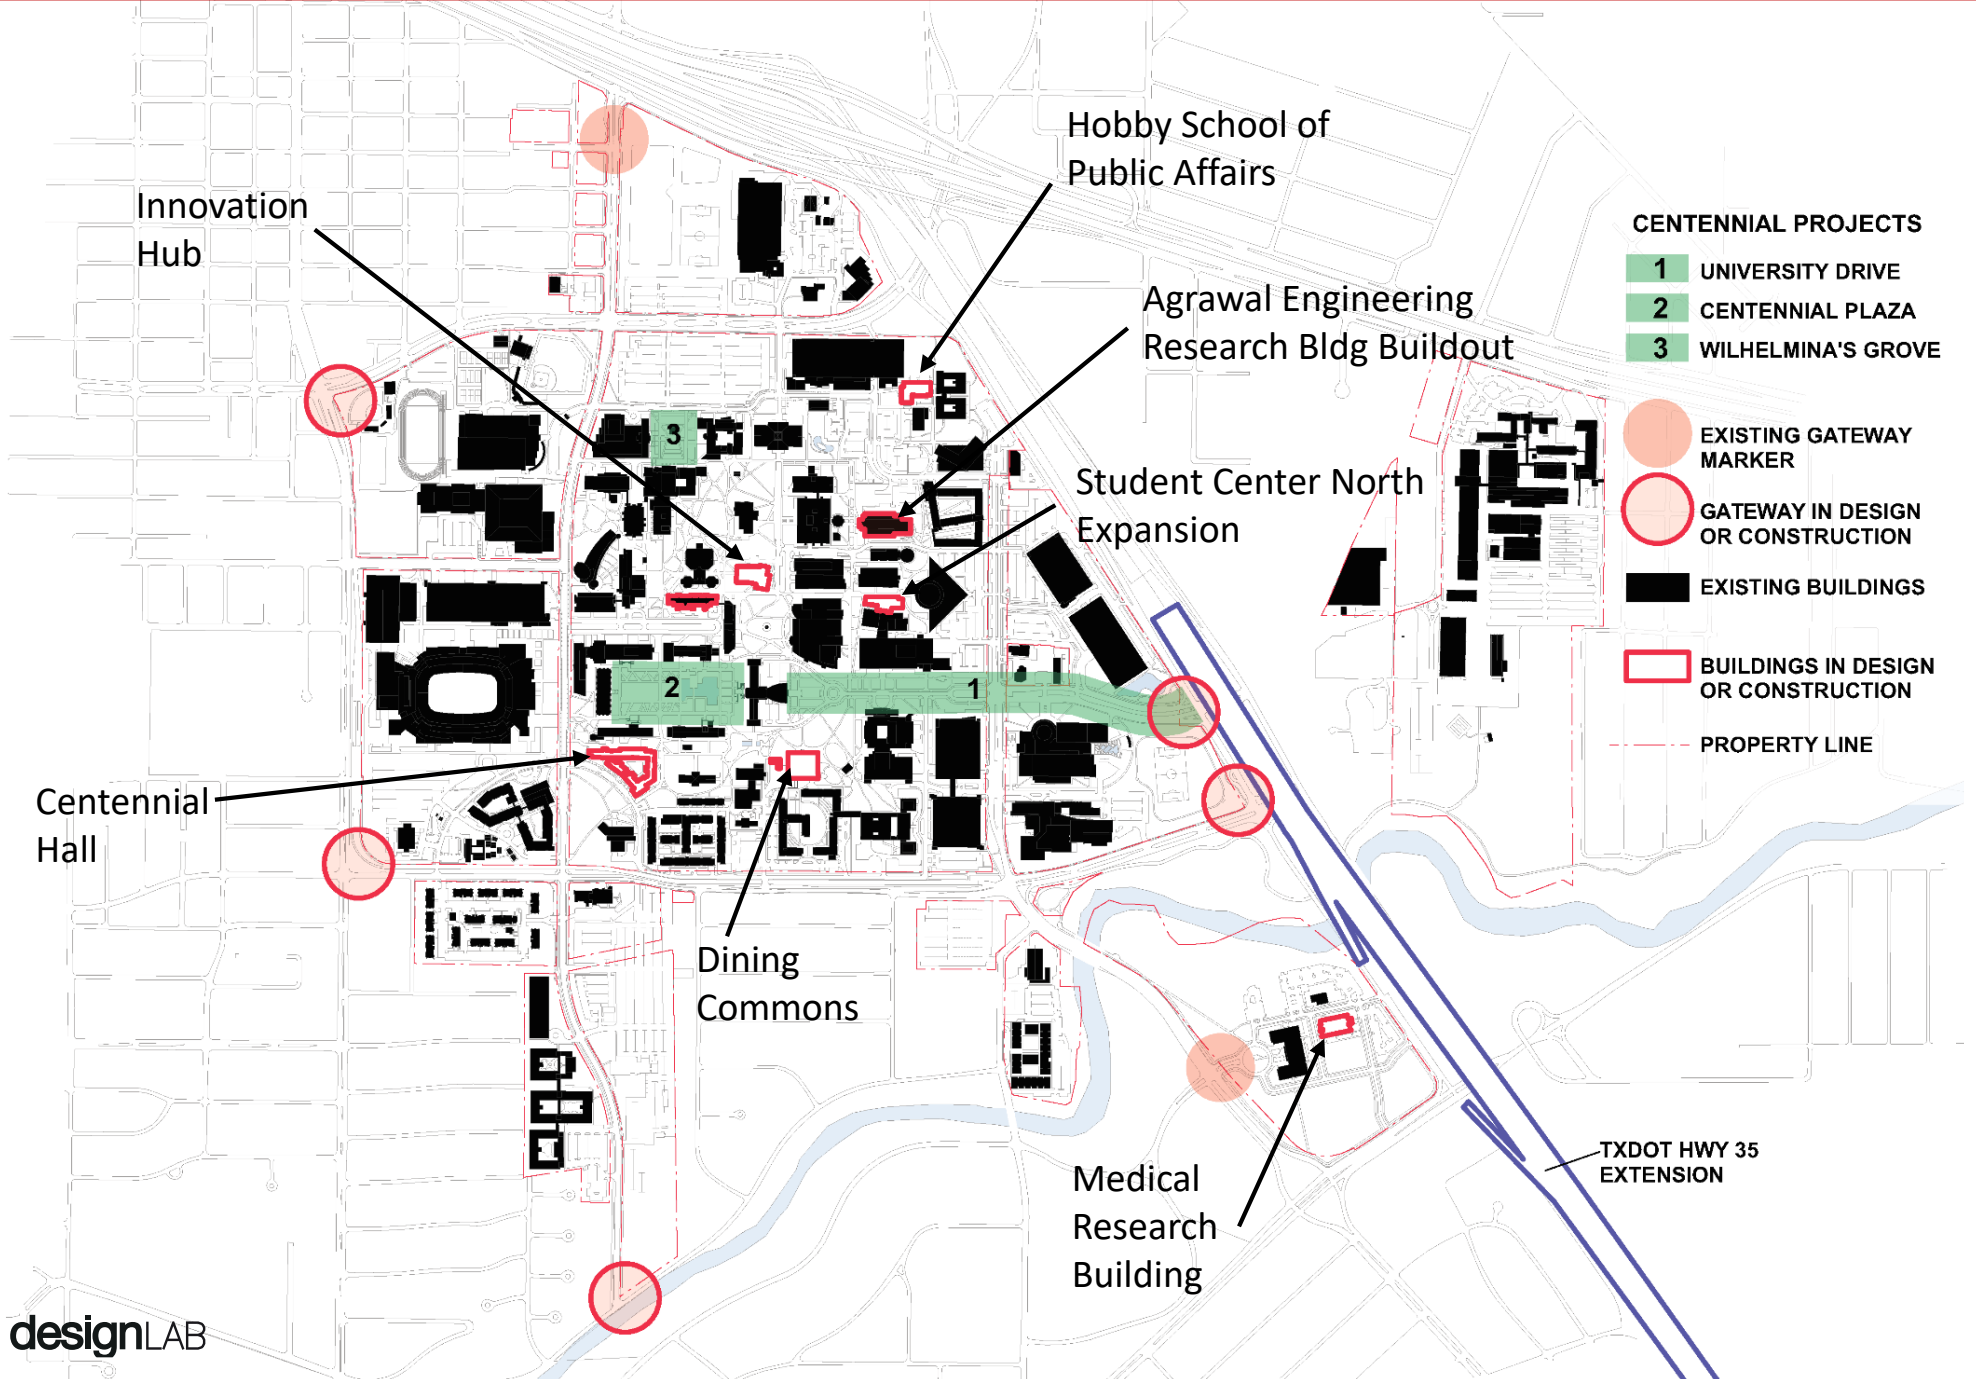 Hobby School of
Public Affairs
Innovation
Hub
Agrawal Engineering
Research Bldg Buildout
Student Center North
Expansion
Centennial
Hall
Dining
Commons
Medical
Research
Building
3
2
1
CENTENNIAL PROJECTS
1 UNIVERSITY DRIVE
2 CENTENNIAL PLAZA
3 WILHELMINA'S GROVE
EXISTING GATEWAY
MARKER
GATEWAY IN DESIGN
OR CONSTRUCTION
EXISTING BUILDINGS
BUILDINGS IN DESIGN
OR CONSTRUCTION
PROPERTY LINE
TXDOT HWY 35
EXTENSION
designLAB